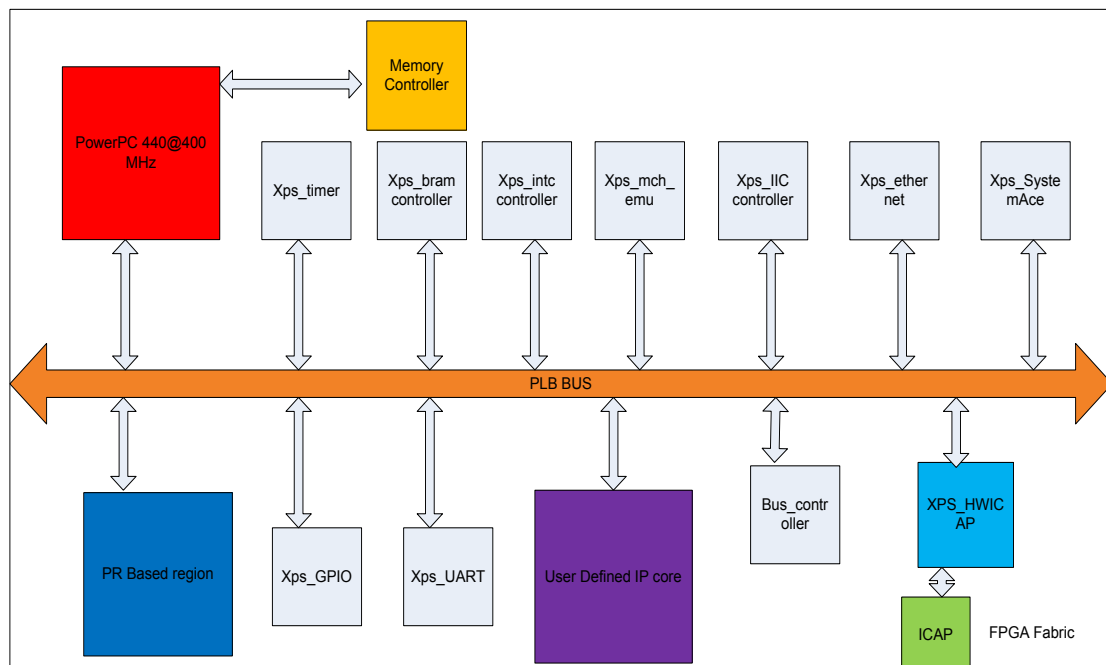 Memory
Controller
PowerPC 440@400
MHz
Xps_timer
Xps_bram
controller
Xps_intc
controller
Xps_mch_
emu
Xps_IIC
controller
Xps_ether
net
Xps_Syste
mAce
PLB BUS
PR Based region
Xps_GPIO
Xps_UART
User Defined IP core
Bus_contr
oller
XPS_HWIC
AP
ICAP
FPGA Fabric